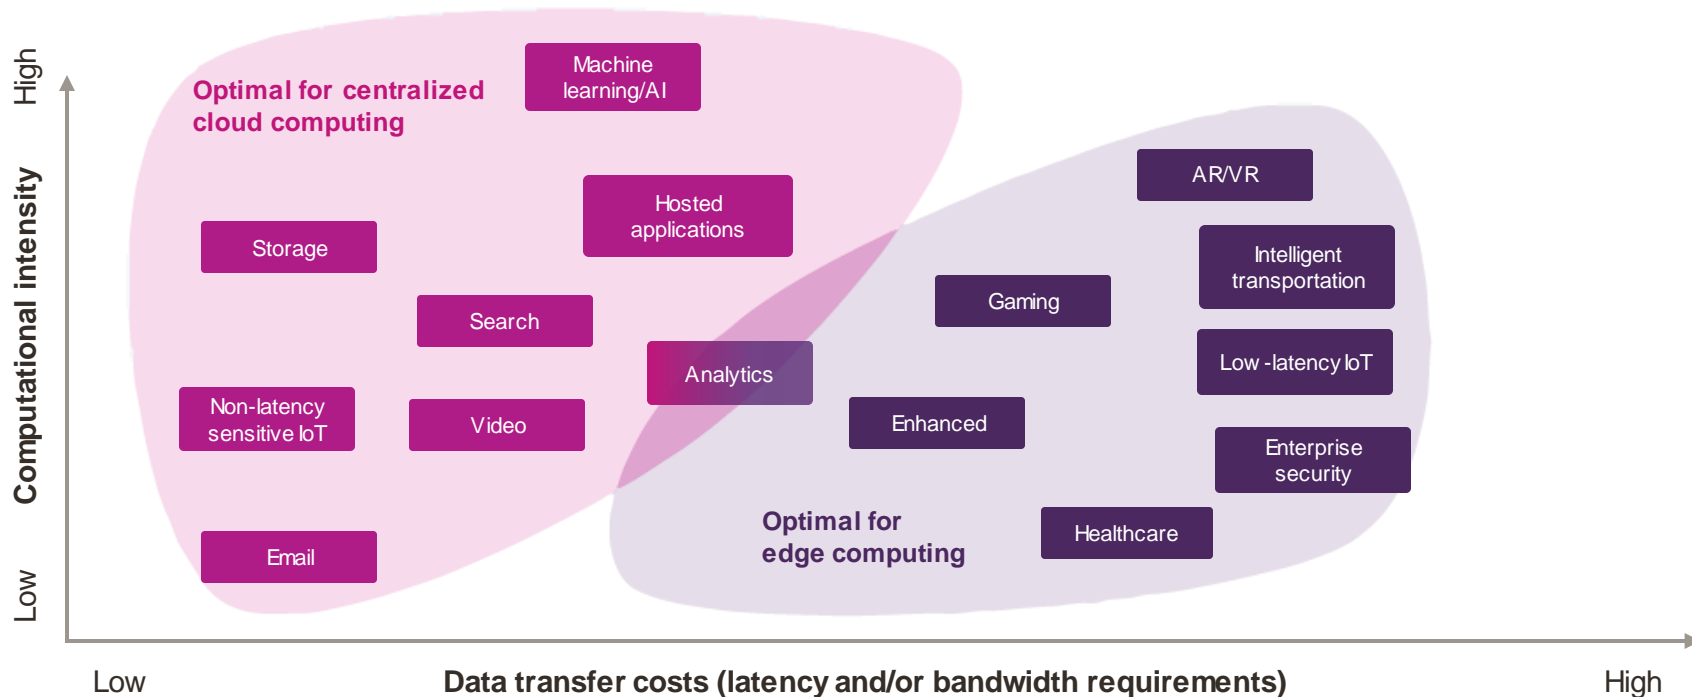 High
Computational intensity
Low
Optimal for centralized
cloud computing
Machine
learning/AI
Hosted
applications
Storage
Search
Analytics
Non-latency
sensitive IoT
Video
Email
AR/VR
Intelligent
transportation
Gaming
Low -latency IoT
Enhanced
Enterprise
security
Optimal for
edge computing
Healthcare
Low
Data transfer costs (latency and/or bandwidth requirements)
High